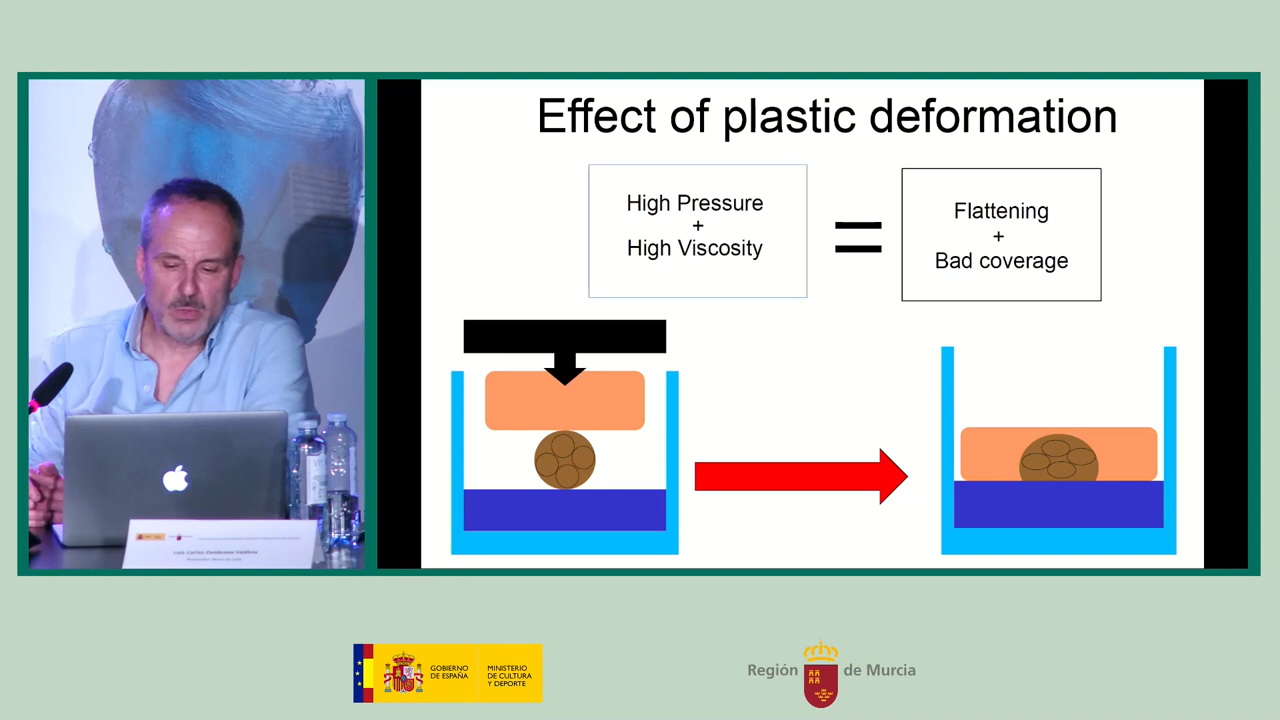 Effect of plastic deformation
High Pressure
+
High Viscosity
=
Flattening
+
Bad coverage
GOBIERNO
DE ESPAÑA
MINISTERIO
DE CULTURA
Y DEPORTE
Región de Murcia